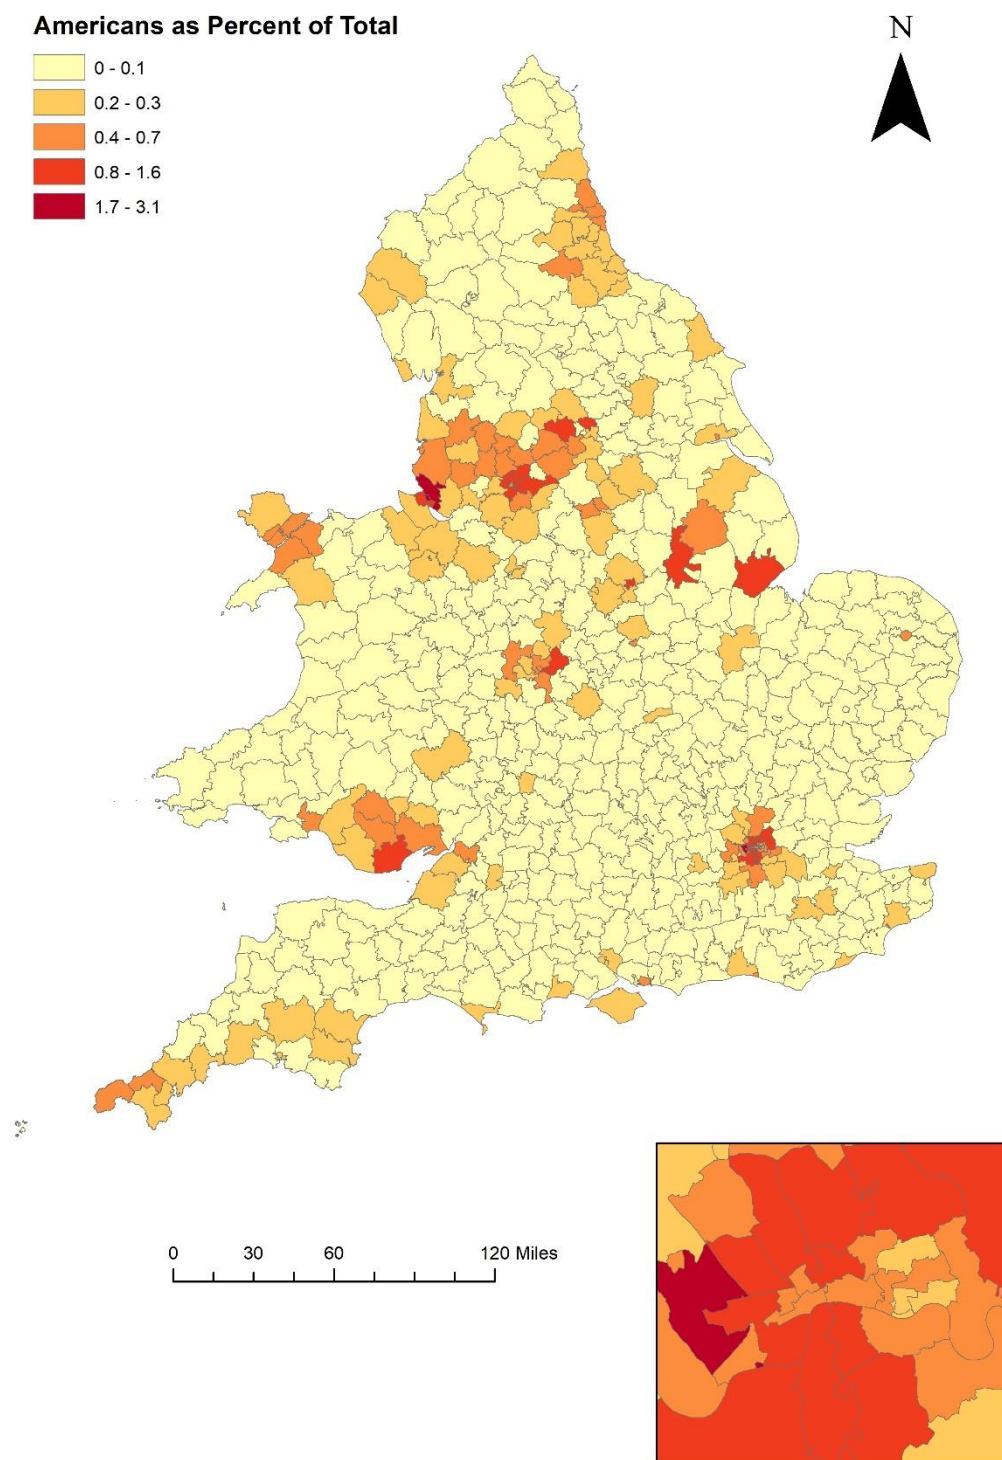 Americans as Percent of Total
0 - 0.1
0.2 - 0.3
0.4 - 0.7
0.8 - 1.6
1.7 - 3.1
N
0 30 60 120 Miles